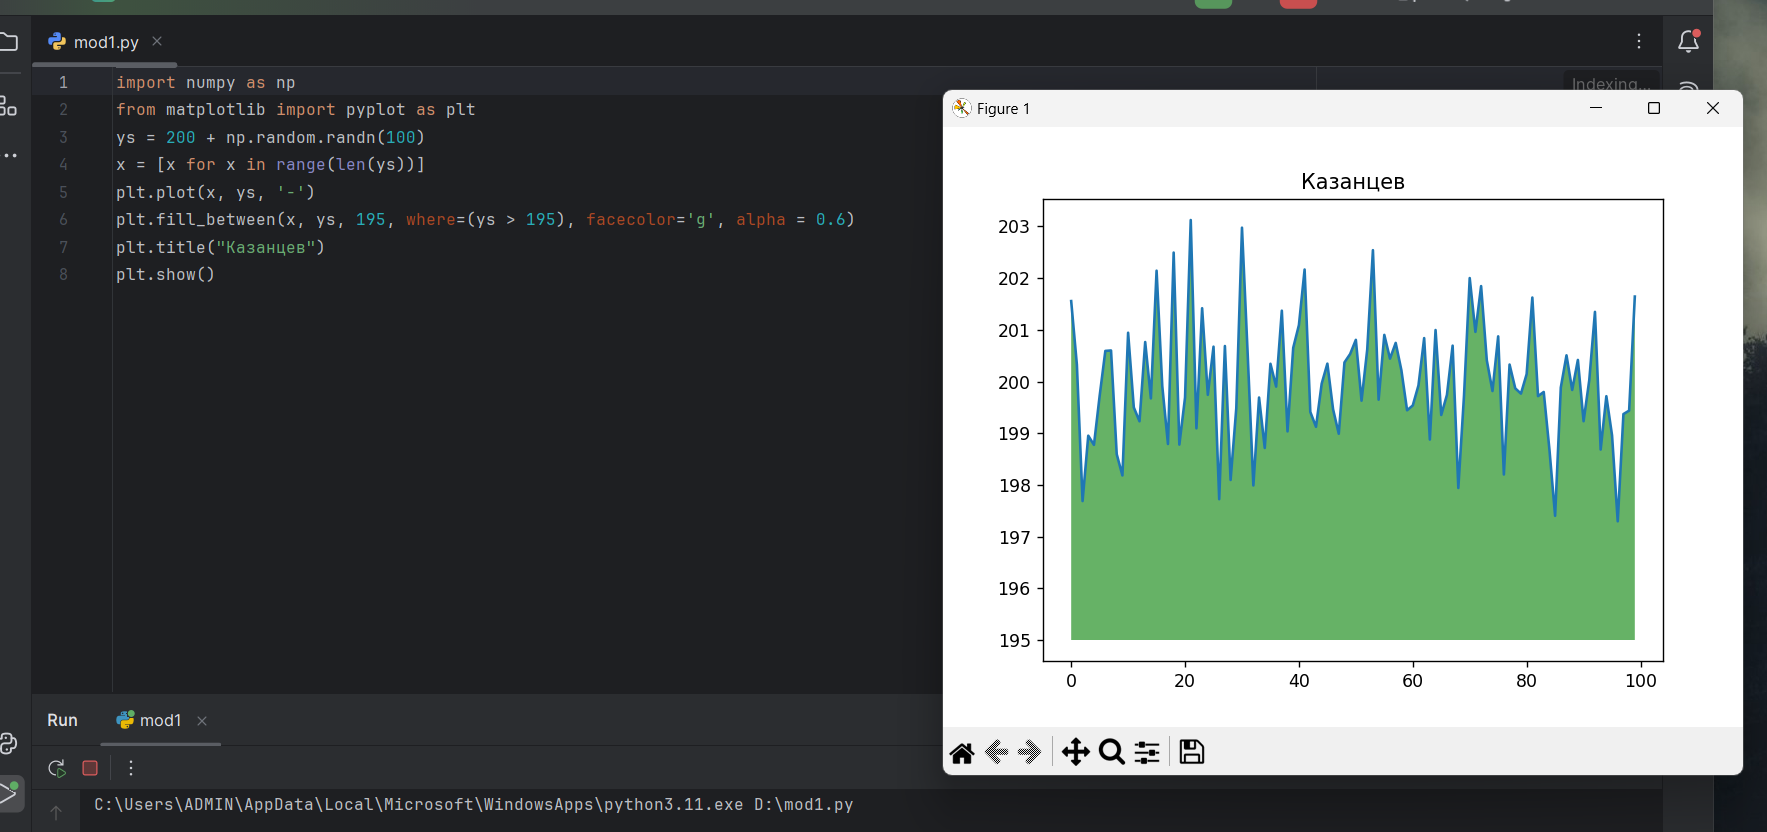 mod1.py
1 import numpy as np
2 from matplotlib import pyplot as plt
3 ys = 200 + np.random.randn(100)
4 x = [x for x in range(len(ys))]
5 plt.plot(x, ys, '-')
6 plt.fill_between(x, ys, 195, where=(ys > 195), facecolor='g', alpha = 0.6)
7 plt.title("Казанцев")
8 plt.show()
Indexing...
Figure 1
Казанцев
203
202
201
200
199
198
197
196
195
0 20 40 60 80 100
Run mod1
C:\Users\ADMIN\AppData\Local\Microsoft\WindowsApps\python3.11.exe D:\mod1.py